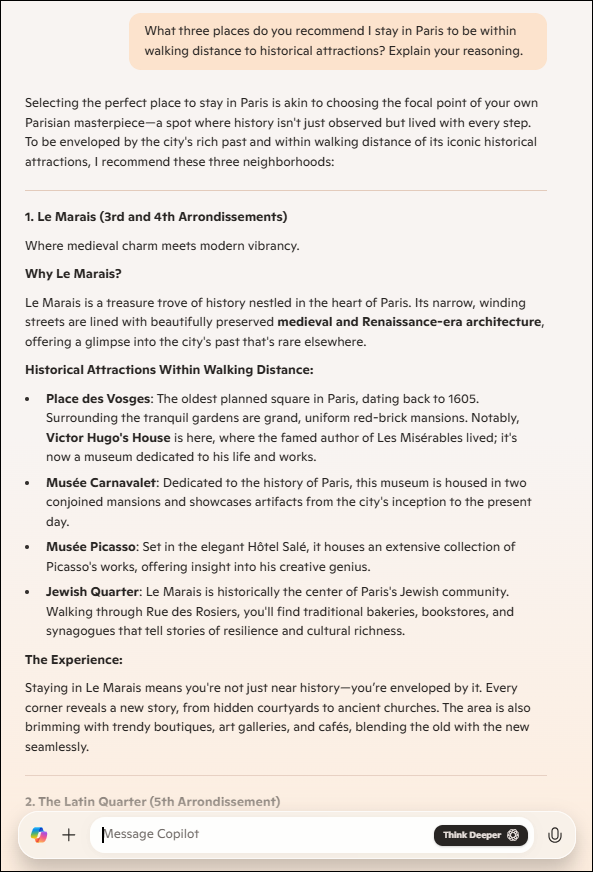 What three places do you recommend I stay in Paris to be within
walking distance to historical attractions? Explain your reasoning.
Selecting the perfect place to stay in Paris is akin to choosing the focal point of your own
Parisian masterpiece—a spot where history isn't just observed but lived with every step.
To be enveloped by the city's rich past and within walking distance of its iconic historical
attractions, I recommend these three neighborhoods:
1. Le Marais (3rd and 4th Arrondissements)
Where medieval charm meets modern vibrancy.
Why Le Marais?
Le Marais is a treasure trove of history nestled in the heart of Paris. Its narrow, winding
streets are lined with beautifully preserved medieval and Renaissance-era architecture,
offering a glimpse into the city's past that's rare elsewhere.
Historical Attractions Within Walking Distance:
• Place des Vosges: The oldest planned square in Paris, dating back to 1605.
Surrounding the tranquil gardens are grand, uniform red-brick mansions. Notably,
Victor Hugo's House is here, where the famed author of Les Misérables lived; it's
now a museum dedicated to his life and works.
• Musée Carnavalet: Dedicated to the history of Paris, this museum is housed in two
conjoined mansions and showcases artifacts from the city's inception to the present
day.
• Musée Picasso: Set in the elegant Hôtel Salé, it houses an extensive collection of
Picasso's works, offering insight into his creative genius.
• Jewish Quarter: Le Marais is historically the center of Paris's Jewish community.
Walking through Rue des Rosiers, you'll find traditional bakeries, bookstores, and
synagogues that tell stories of resilience and cultural richness.
The Experience:
Staying in Le Marais means you're not just near history—you're enveloped by it. Every
corner reveals a new story, from hidden courtyards to ancient churches. The area is also
brimming with trendy boutiques, art galleries, and cafés, blending the old with the new
seamlessly.
2. The Latin Quarter (5th Arrondissement)
Message Copilot
Think Deeper